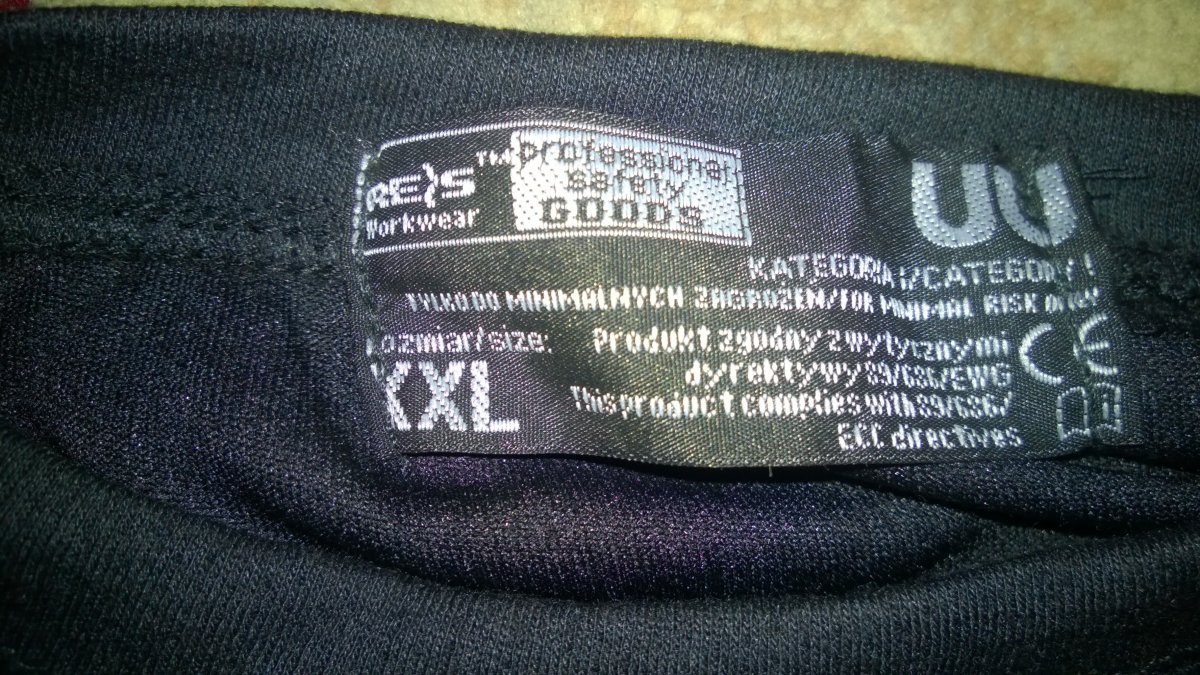 RE}S TM
Workwear
professional
safety
GOODS
UU
KATEGORIA I/CATEGORY I
TYLKO DO MINIMALNYCH ZAGROŻEŃ/FOR MINIMAL RISK ONLY
rozmiar/size:
XXL
Produkt zgodny z wytycznymi
dyrektywy 89/686/EWG
This product complies with 89/686/
ECC directives
CE